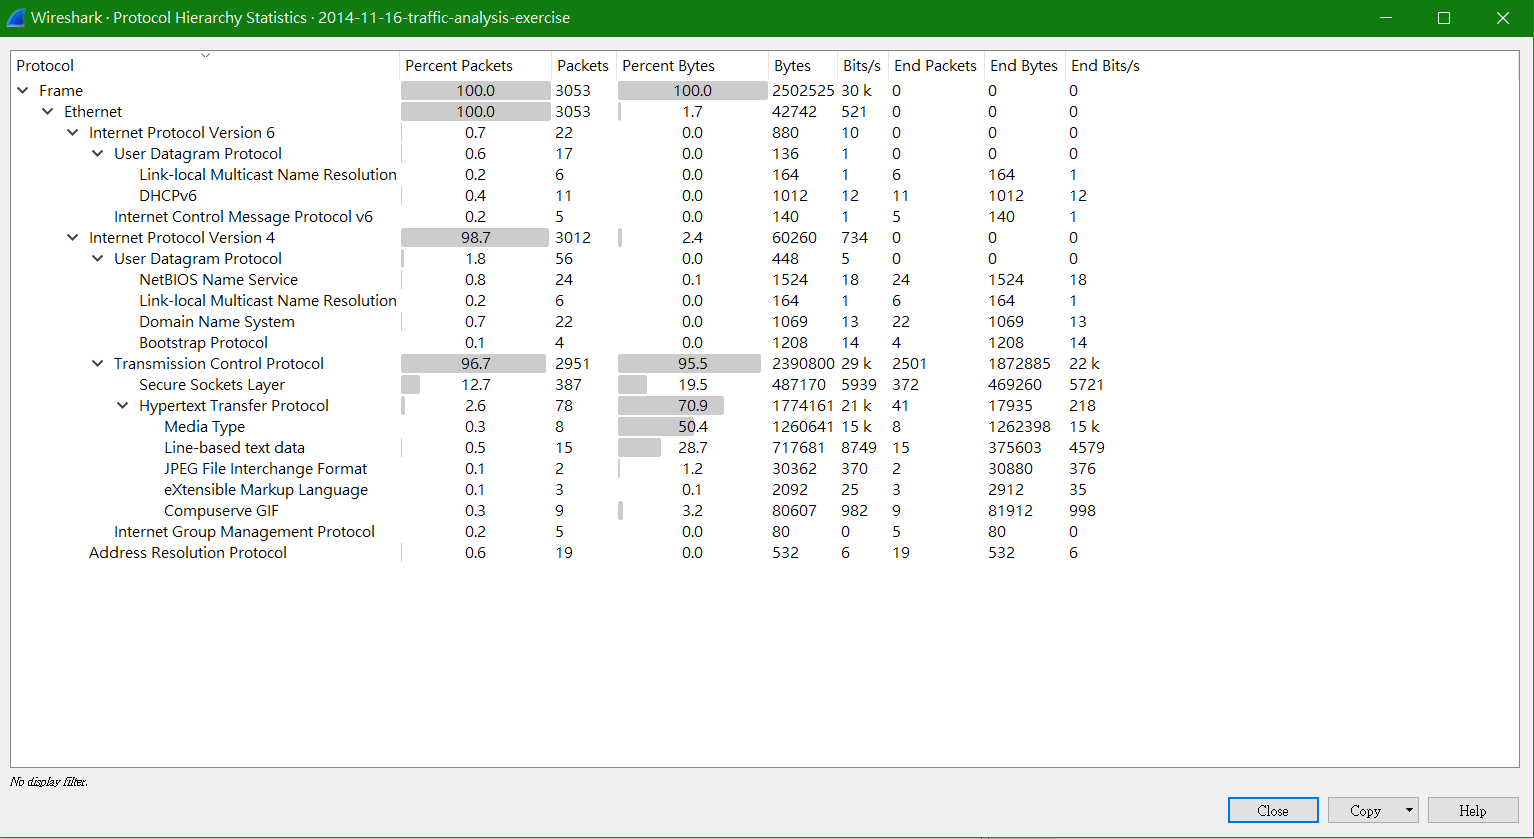 Wireshark · Protocol Hierarchy Statistics · 2014-11-16-traffic-analysis-exercise
Protocol Percent Packets Packets Percent Bytes Bytes Bits/s End Packets End Bytes End Bits/s
Frame 100.0 3053 100.0 2502525 30 k 0 0 0
Ethernet 100.0 3053 1.7 42742 521 0 0 0
Internet Protocol Version 6 0.7 22 0.0 880 10 0 0 0
User Datagram Protocol 0.6 17 0.0 136 1 0 0 0
Link-local Multicast Name Resolution 0.2 6 0.0 164 1 6 164 1
DHCPv6 0.4 11 0.0 1012 12 11 1012 12
Internet Control Message Protocol v6 0.2 5 0.0 140 1 5 140 1
Internet Protocol Version 4 98.7 3012 2.4 60260 734 0 0 0
User Datagram Protocol 1.8 56 0.0 448 5 0 0 0
NetBIOS Name Service 0.8 24 0.1 1524 18 24 1524 18
Link-local Multicast Name Resolution 0.2 6 0.0 164 1 6 164 1
Domain Name System 0.7 22 0.0 1069 13 22 1069 13
Bootstrap Protocol 0.1 4 0.0 1208 14 4 1208 14
Transmission Control Protocol 96.7 2951 95.5 2390800 29 k 2501 1872885 22 k
Secure Sockets Layer 12.7 387 19.5 487170 5939 372 469260 5721
Hypertext Transfer Protocol 2.6 78 70.9 1774161 21 k 41 17935 218
Media Type 0.3 8 50.4 1260641 15 k 8 1262398 15 k
Line-based text data 0.5 15 28.7 717681 8749 15 375603 4579
JPEG File Interchange Format 0.1 2 1.2 30362 370 2 30880 376
eXtensible Markup Language 0.1 3 0.1 2092 25 3 2912 35
Compuserve GIF 0.3 9 3.2 80607 982 9 81912 998
Internet Group Management Protocol 0.2 5 0.0 80 0 5 80 0
Address Resolution Protocol 0.6 19 0.0 532 6 19 532 6
No display filter.
Close Copy Help